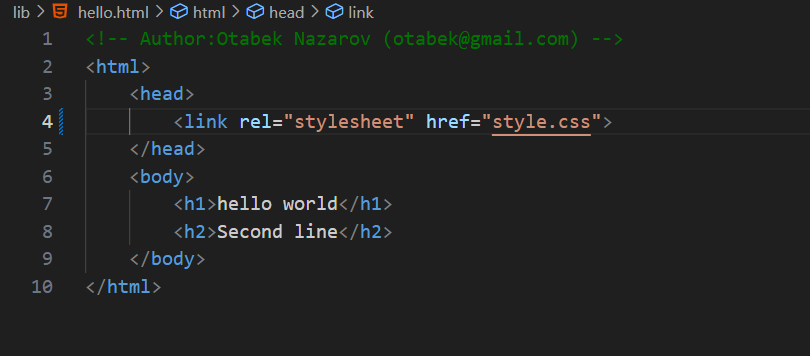 lib > hello.html > html > head > link
1 <!-- Author:Otabek Nazarov (otabek@gmail.com) -->
2 <html>
3     <head>
4         <link rel="stylesheet" href="style.css">
5     </head>
6     <body>
7         <h1>hello world</h1>
8         <h2>Second line</h2>
9     </body>
10 </html>